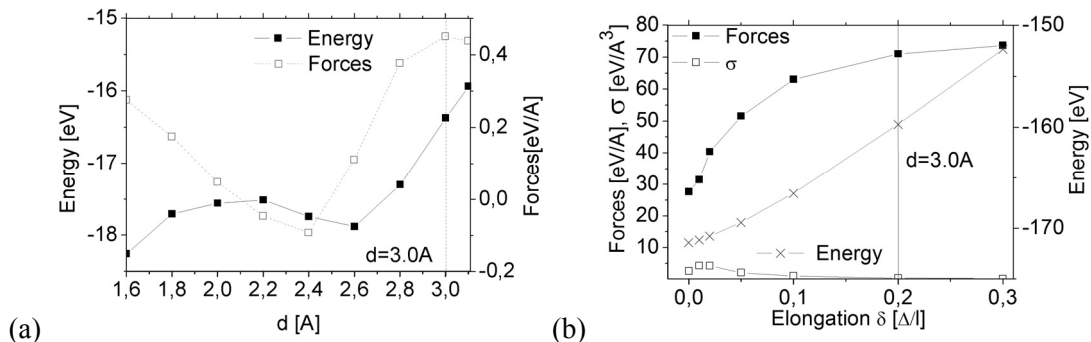 (a)
Energy [eV]
-15
-16
-17
-18
Energy
Forces
0,4
0,2
0,0
-0,2
Forces[eV/A]
d=3.0A
1,6 1,8 2,0 2,2 2,4 2,6 2,8 3,0
d [A]
(b)
Forces [eV/A], σ [eV/A³]
80
70
60
50
40
30
20
10
Forces
σ
d=3.0A
Energy
-150
-160
-170
Energy [eV]
0,0 0,1 0,2 0,3
Elongation δ [Δ/l]